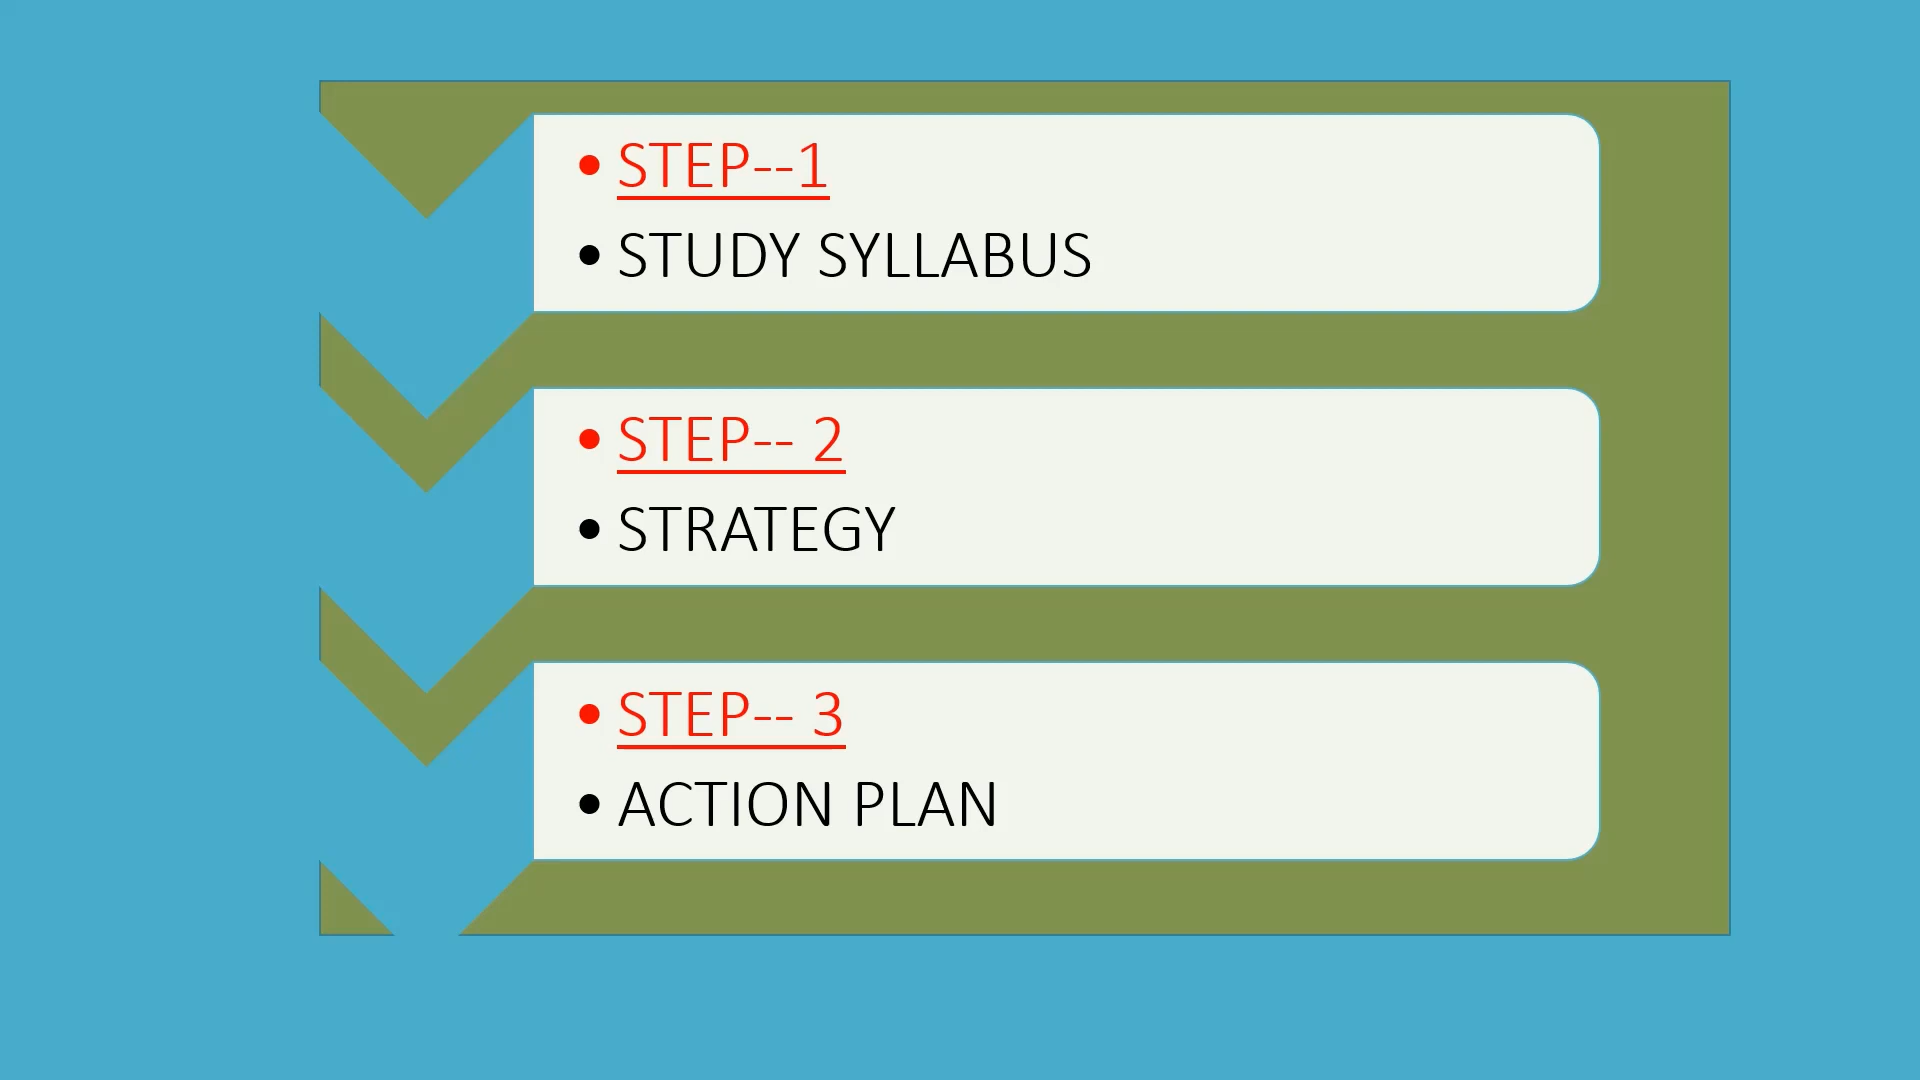 • STEP--1
• STUDY SYLLABUS
• STEP-- 2
• STRATEGY
• STEP-- 3
• ACTION PLAN